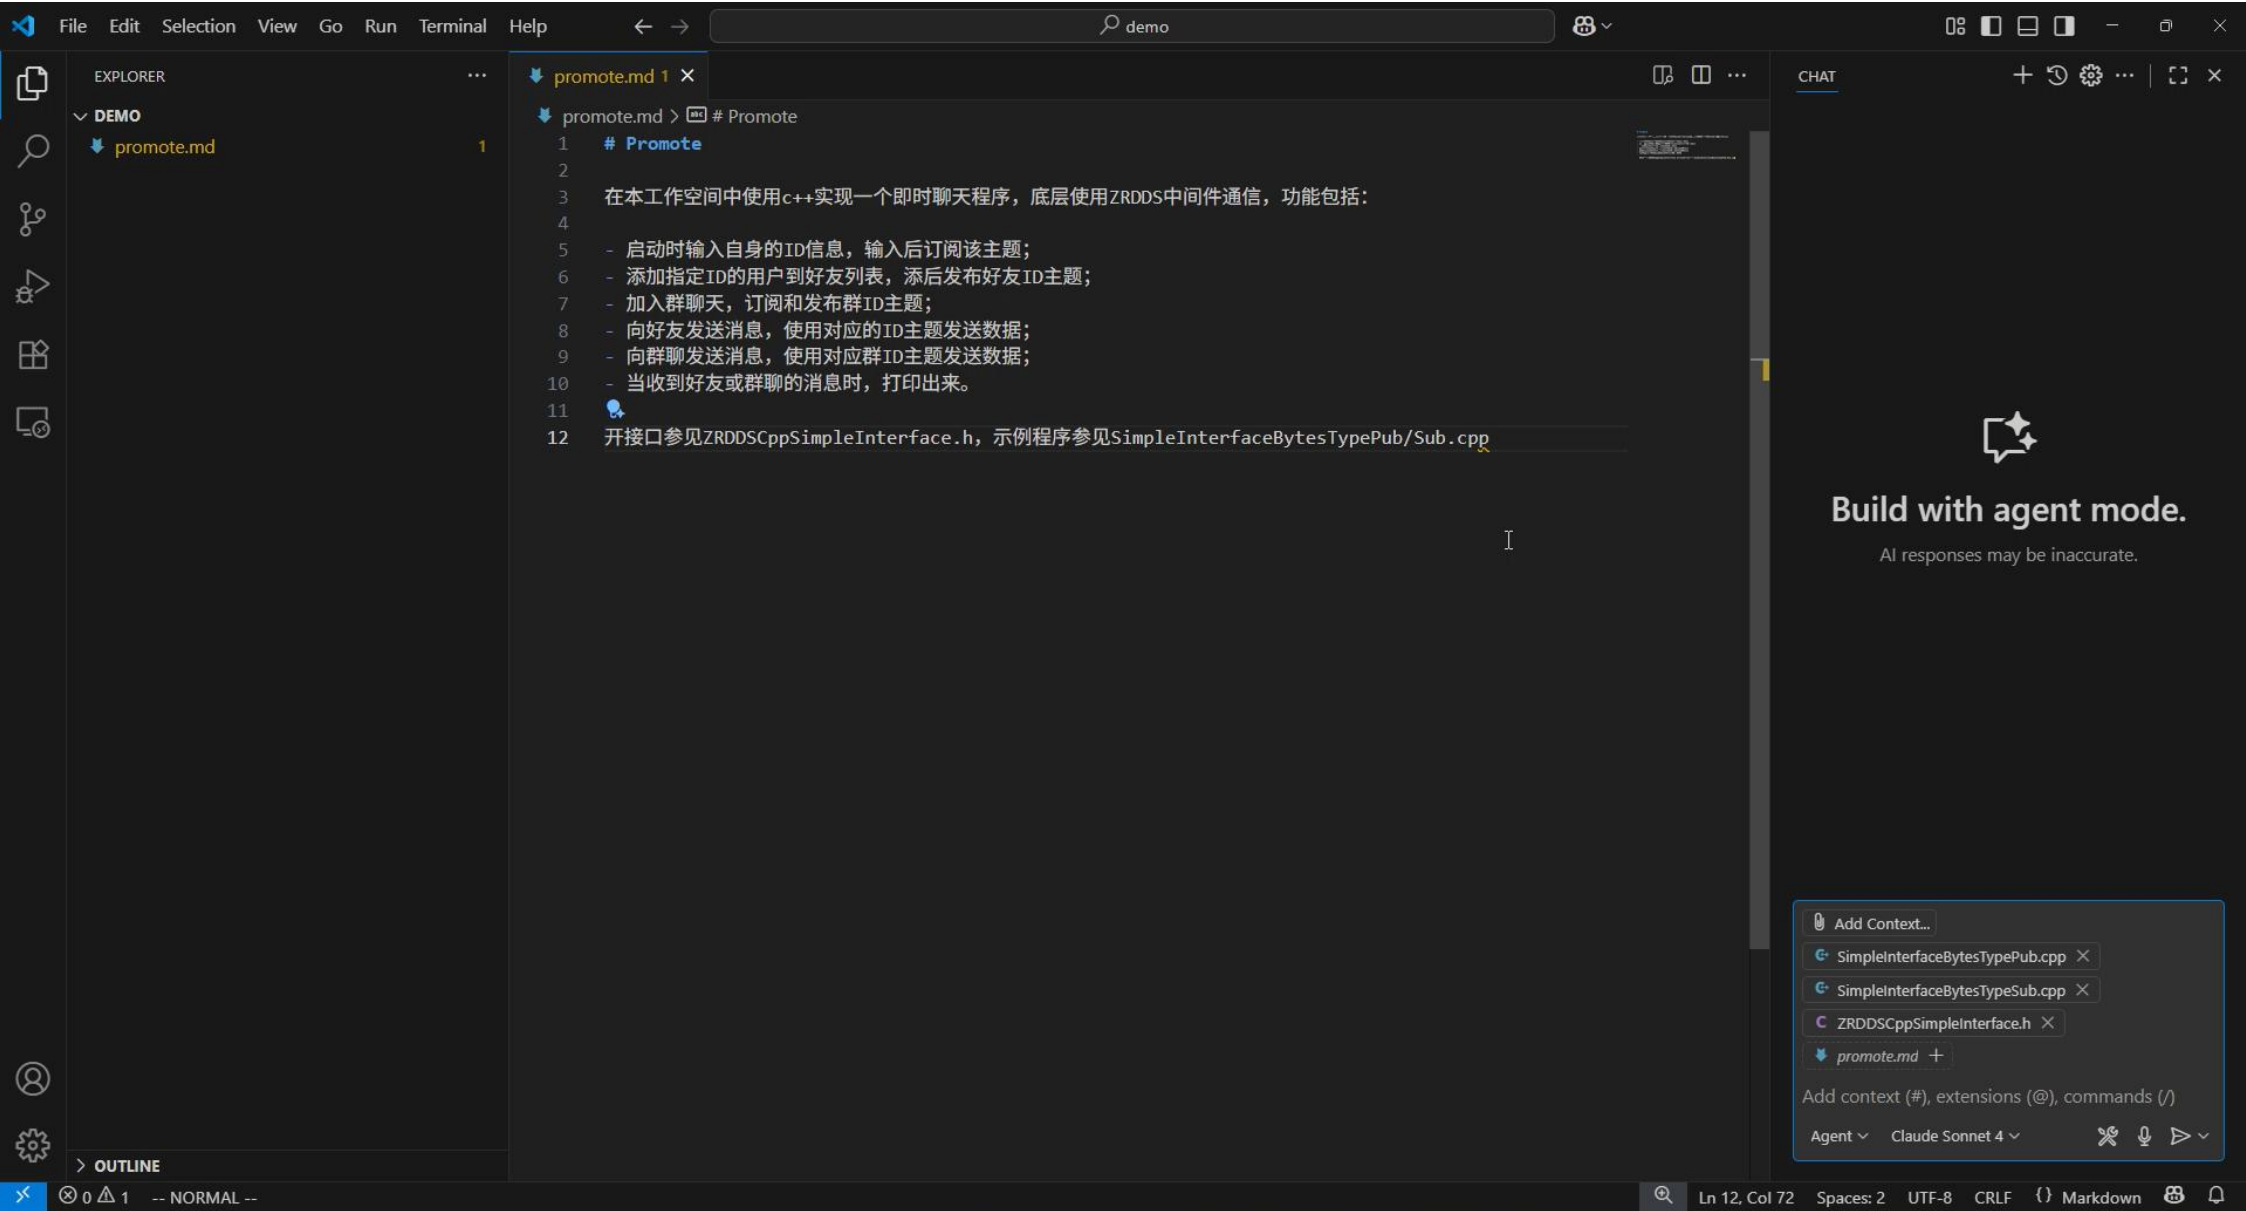 File Edit Selection View Go Run Terminal Help
demo
EXPLORER
DEMO
promote.md 1
OUTLINE
promote.md 1
promote.md > # Promote
1 # Promote
2
3 在本工作空间中使用c++实现一个即时聊天程序，底层使用ZRDDS中间件通信，功能包括：
4
5 - 启动时输入自身的ID信息，输入后订阅该主题；
6 - 添加指定ID的用户到好友列表，添后发布好友ID主题；
7 - 加入群聊天，订阅和发布群ID主题；
8 - 向好友发送消息，使用对应的ID主题发送数据；
9 - 向群聊发送消息，使用对应群ID主题发送数据；
10 - 当收到好友或群聊的消息时，打印出来。
11
12 开接口参见ZRDDSCppSimpleInterface.h，示例程序参见SimpleInterfaceBytesTypePub/Sub.cpp
CHAT
Build with agent mode.
AI responses may be inaccurate.
Add Context...
SimpleInterfaceBytesTypePub.cpp
SimpleInterfaceBytesTypeSub.cpp
C ZRDDSCppSimpleInterface.h
promote.md
Add context (#), extensions (@), commands (/)
Agent Claude Sonnet 4
0 1 -- NORMAL --
Ln 12, Col 72 Spaces: 2 UTF-8 CRLF {} Markdown